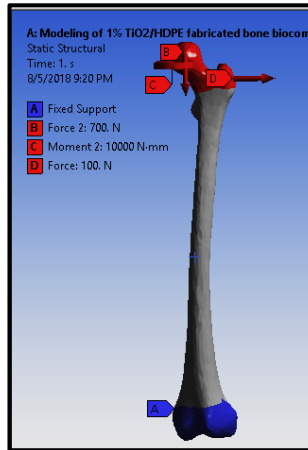 A: Modeling of 1% TiO2/HDPE fabricated bone biocom
Static Structural
Time: 1. s
8/5/2018 9:20 PM
A Fixed Support
B Force 2: 700. N
C Moment 2: 10000 N·mm
D Force: 100. N
B
C
D
A